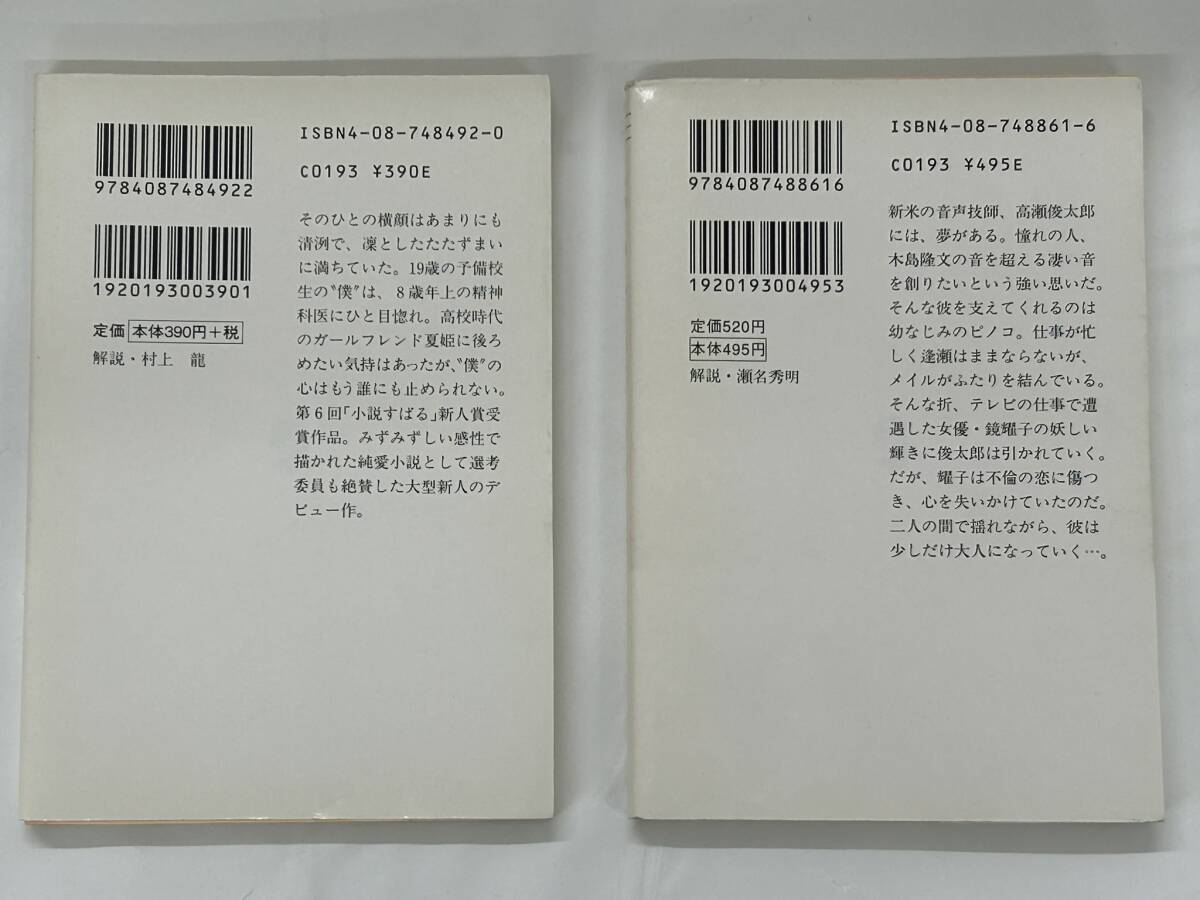 ISBN4-08-748492-0
C0193 ¥390E
9784087484922
1920193003901
定価 本体390円+税
解説・村上 龍
そのひとの横顔はあまりにも
清洌で、凜としたたたずまい
に満ちていた。19歳の予備校
生の〝僕〟は、8歳年上の精神
科医にひと目惚れ。高校時代
のガールフレンド夏姫に後ろ
めたい気持はあったが、〝僕〟の
心はもう誰にも止められない。
第6回「小説すばる」新人賞受
賞作品。みずみずしい感性で
描かれた純愛小説として選考
委員も絶賛した大型新人のデ
ビュー作。
ISBN4-08-748861-6
C0193 ¥495E
9784087488616
1920193004953
定価520円
本体495円
解説・瀬名秀明
新米の音声技師、高瀬俊太郎
には、夢がある。憧れの人、
木島隆文の音を超える凄い音
を創りたいという強い思いだ。
そんな彼を支えてくれるのは
幼なじみのピノコ。仕事が忙
しく逢瀬はままならないが、
メイルがふたりを結んでいる。
そんな折、テレビの仕事で遭
遇した女優・鏡耀子の妖しい
輝きに俊太郎は引かれていく。
だが、耀子は不倫の恋に傷つ
き、心を失いかけていたのだ。
二人の間で揺れながら、彼は
少しだけ大人になっていく…。